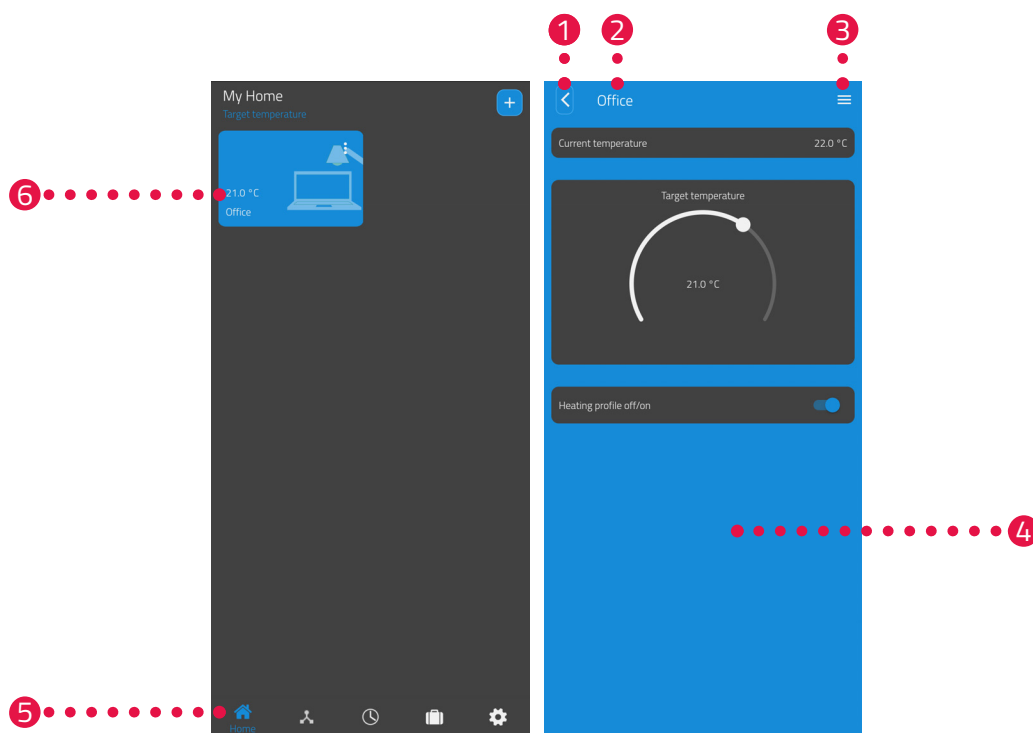 1 2 3
My Home
Target temperature
+
21.0 °C
Office
6
5
Home
Office
Current temperature 22.0 °C
Target temperature
21.0 °C
Heating profile off/on
4